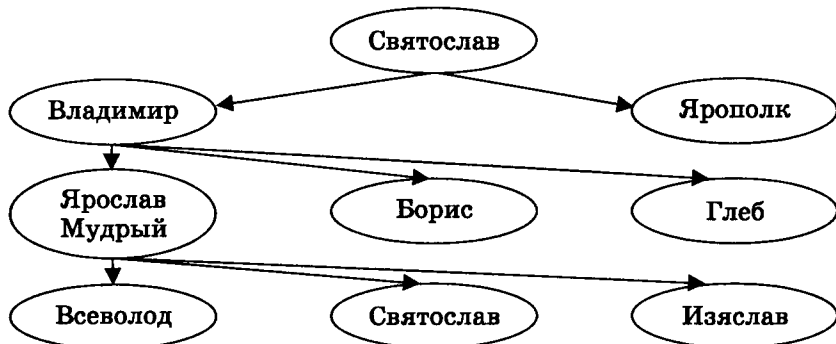 Святослав
Владимир
Ярополк
Ярослав
Мудрый
Борис
Глеб
Всеволод
Святослав
Изяслав